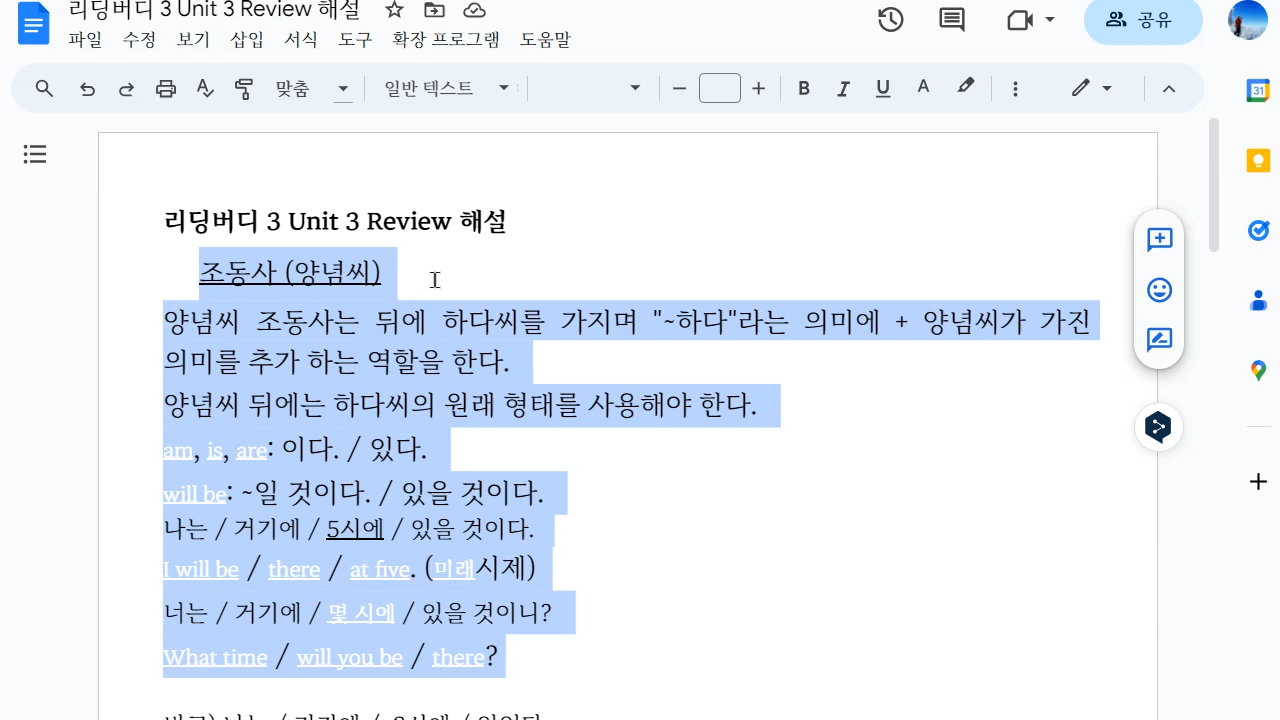 리딩버디 3 Unit 3 Review 해설
파일 수정 보기 삽입 서식 도구 확장 프로그램 도움말
공유
맞춤 일반 텍스트
B I U A
31
리딩버디 3 Unit 3 Review 해설
조동사 (양념씨)
양념씨 조동사는 뒤에 하다씨를 가지며 "~하다"라는 의미에 + 양념씨가 가진
의미를 추가 하는 역할을 한다.
양념씨 뒤에는 하다씨의 원래 형태를 사용해야 한다.
am, is, are: 이다. / 있다.
will be: ~일 것이다. / 있을 것이다.
나는 / 거기에 / 5시에 / 있을 것이다.
I will be / there / at five. (미래시제)
너는 / 거기에 / 몇 시에 / 있을 것이니?
What time / will you be / there?